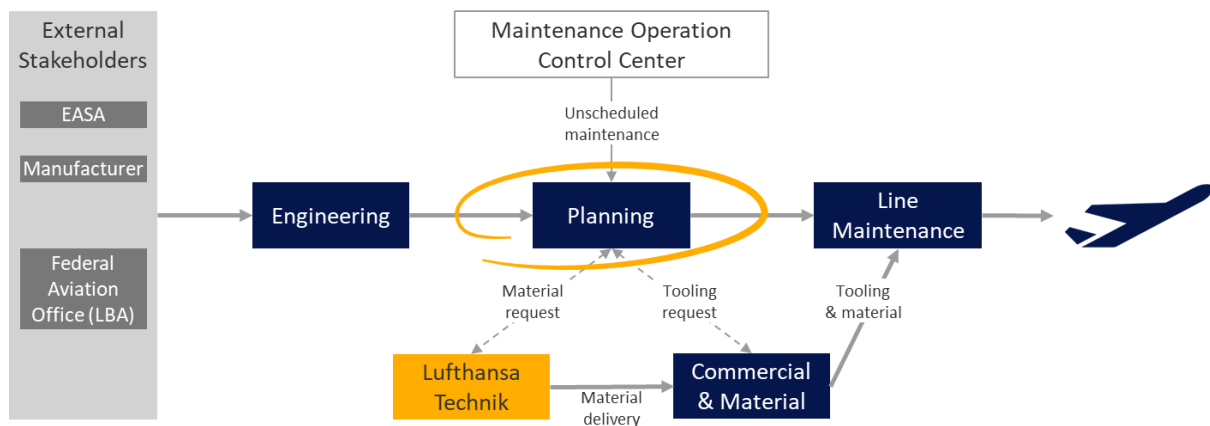 External
Stakeholders
EASA
Manufacturer
Federal
Aviation
Office (LBA)
Maintenance Operation
Control Center
Unscheduled
maintenance
Engineering
Planning
Line
Maintenance
Material
request
Tooling
request
Tooling
& material
Lufthansa
Technik
Material
delivery
Commercial
& Material